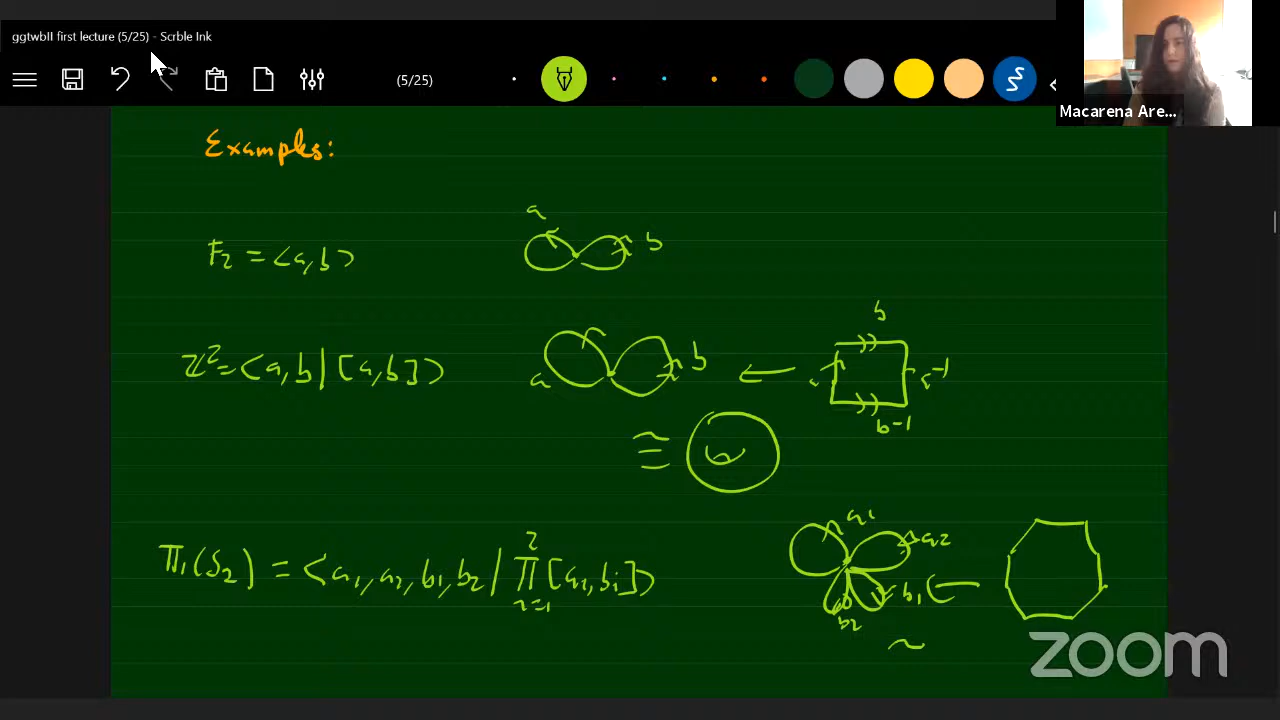 ggtwbII first lecture (5/25) - Scrble Ink
(5/25)
Macarena Are...
Examples:
a
F₂ = <a,b>
b
b
ℤ² = <a,b | [a,b]>
a
b
←
a⁻¹
b-1
≅
π₁(S₂) = <a₁, a₂, b₁, b₂ | ∏ᵢ₌₁² [a₁, bᵢ]>
a₁
a₂
b₁
←
b₂
~
zoom